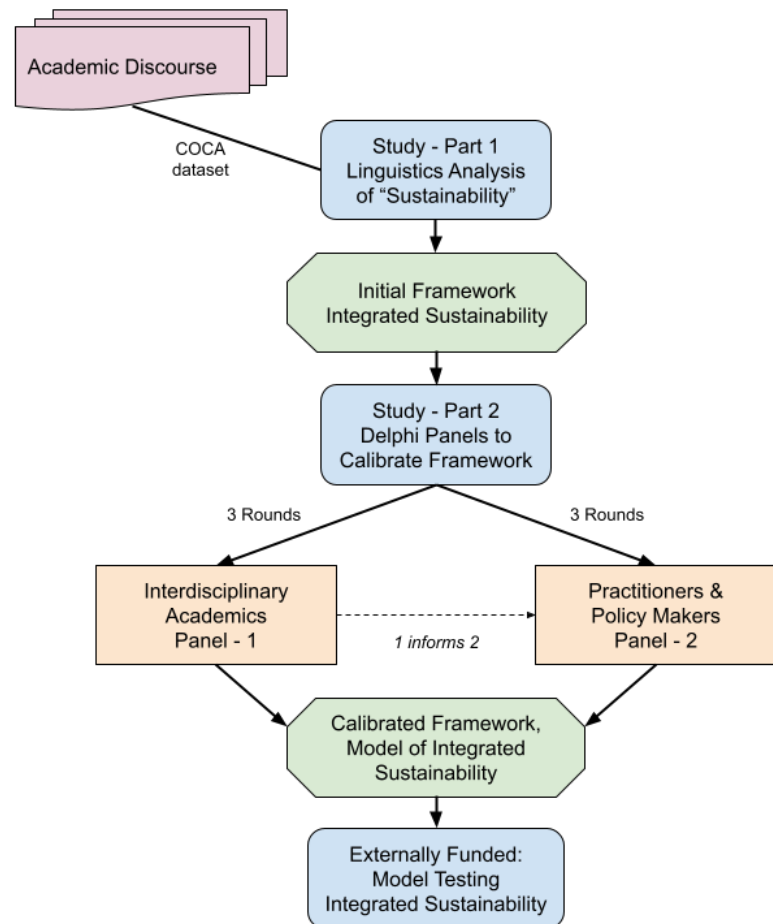 Academic Discourse
COCA
dataset
Study - Part 1
Linguistics Analysis
of “Sustainability”
Initial Framework
Integrated Sustainability
Study - Part 2
Delphi Panels to
Calibrate Framework
3 Rounds
3 Rounds
Interdisciplinary
Academics
Panel - 1
1 informs 2
Practitioners &
Policy Makers
Panel - 2
Calibrated Framework,
Model of Integrated
Sustainability
Externally Funded:
Model Testing
Integrated Sustainability